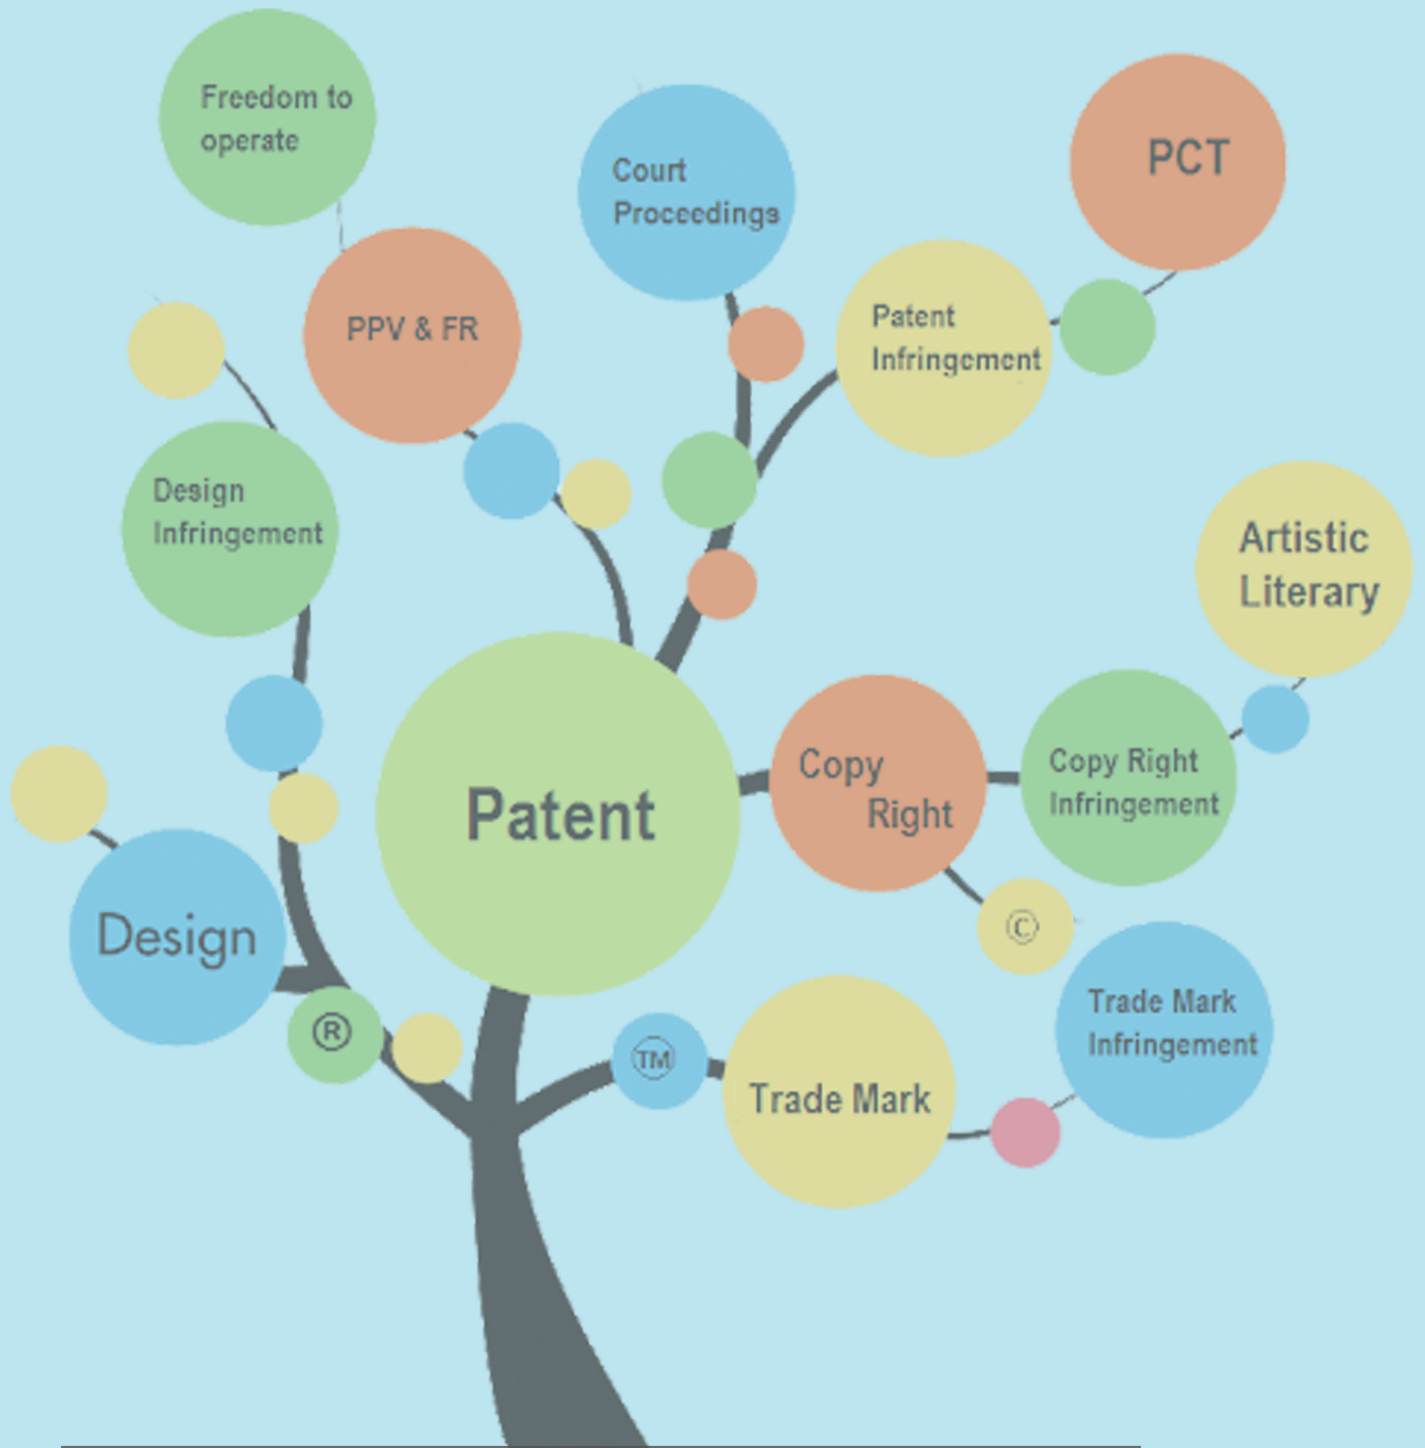 Freedom to
operate
Court
Proceedings
PCT
PPV & FR
Patent
Infringement
Design
Infringement
Artistic
Literary
Patent
Copy
Right
Copy Right
Infringement
Design
©
®
TM
Trade Mark
Trade Mark
Infringement